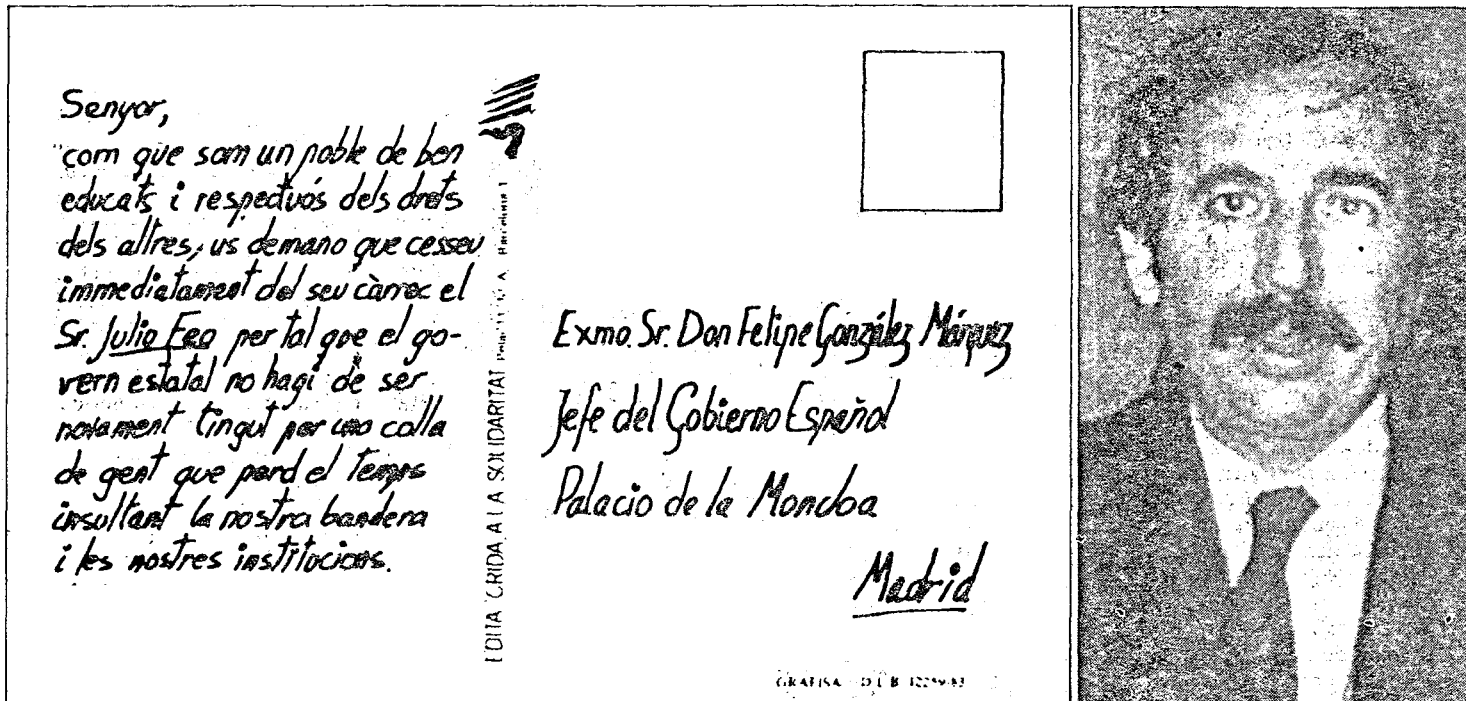 Senyor,
com que som un poble de ben
educats i respectuós dels drets
dels altres, us demano que cesseu
immediatament del seu càrrec el
Sr. Julio Feo per tal que el go-
vern estatal no hagi de ser
novament tingut per una colla
de gent que perd el temps
insultant la nostra bandera
i les nostres institucions.
EDITA: CRIDA A LA SOLIDARITAT
Exmo. Sr. Don Felipe González Márquez
Jefe del Gobierno Español
Palacio de la Moncloa
Madrid
GRAFISA D L B